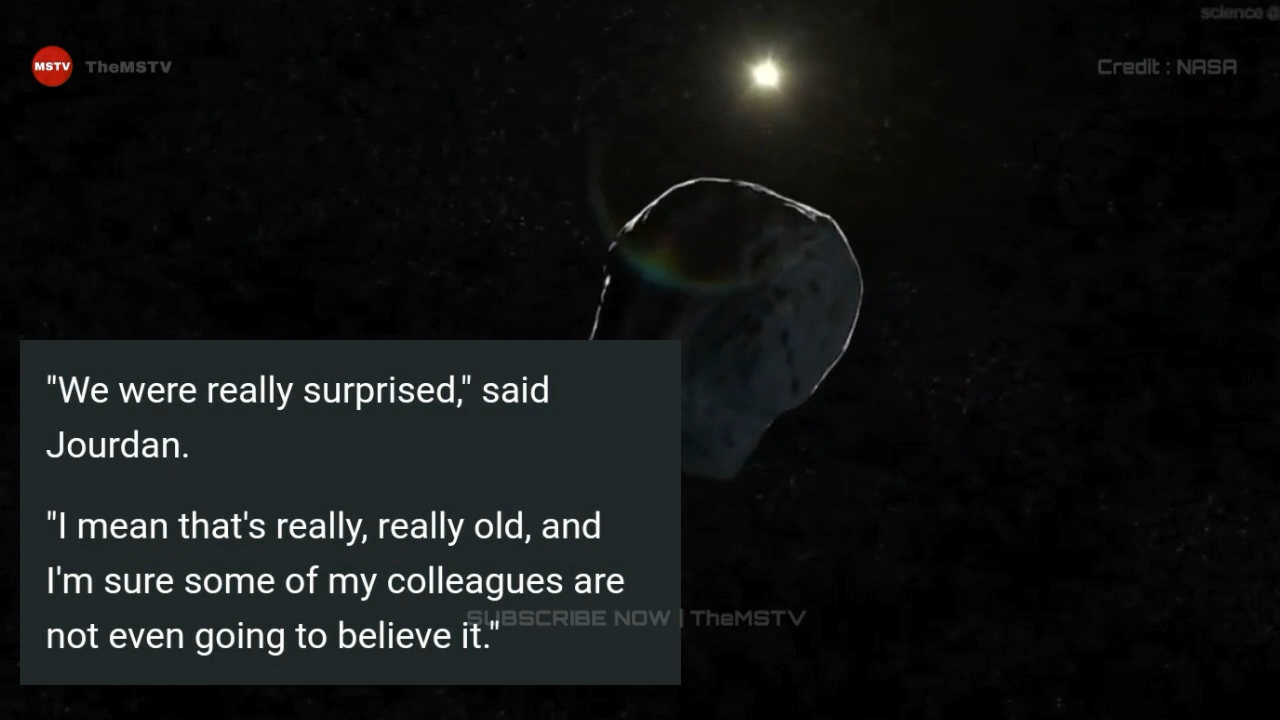 science @
MSTV
TheMSTV
Credit : NASA
"We were really surprised," said
Jourdan.
"I mean that's really, really old, and
I'm sure some of my colleagues are
not even going to believe it."
SUBSCRIBE NOW | TheMSTV